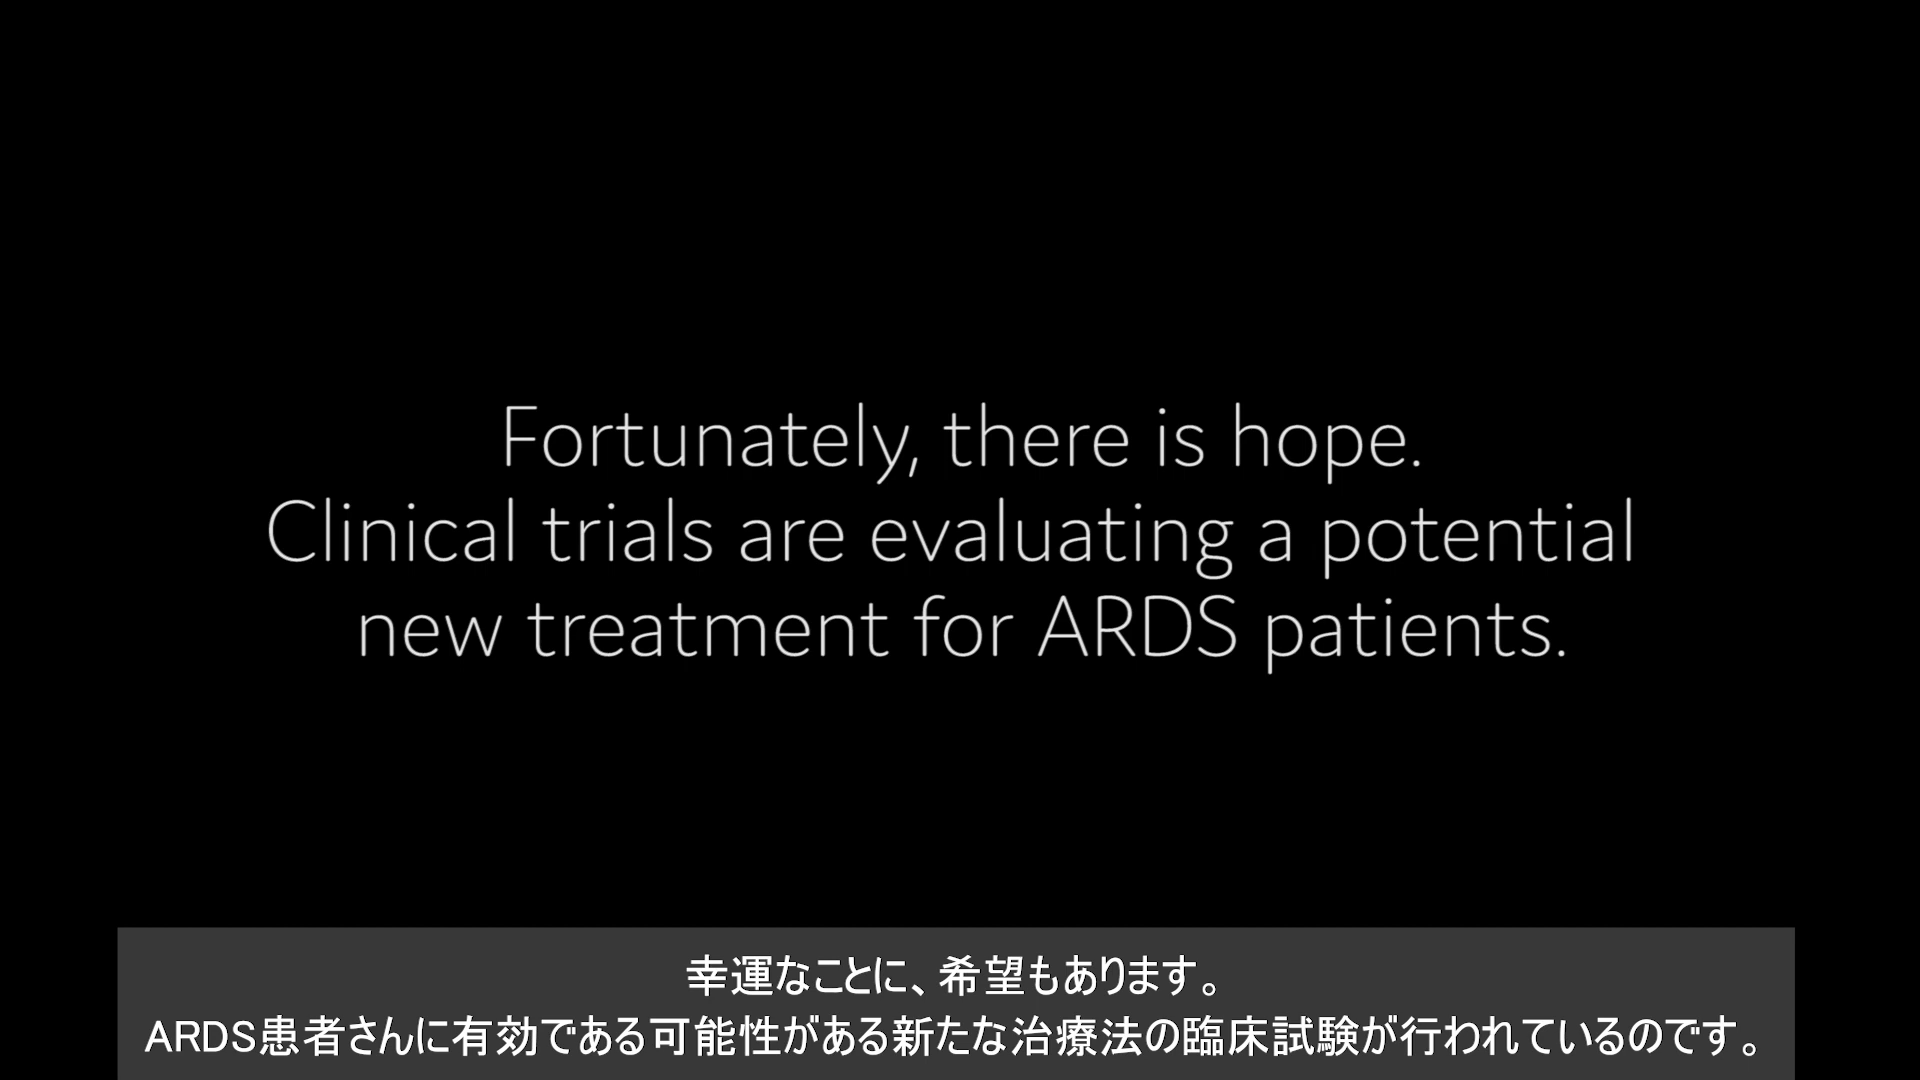 Fortunately, there is hope.
Clinical trials are evaluating a potential
new treatment for ARDS patients.
幸運なことに、希望もあります。
ARDS患者さんに有効である可能性がある新たな治療法の臨床試験が行われているのです。